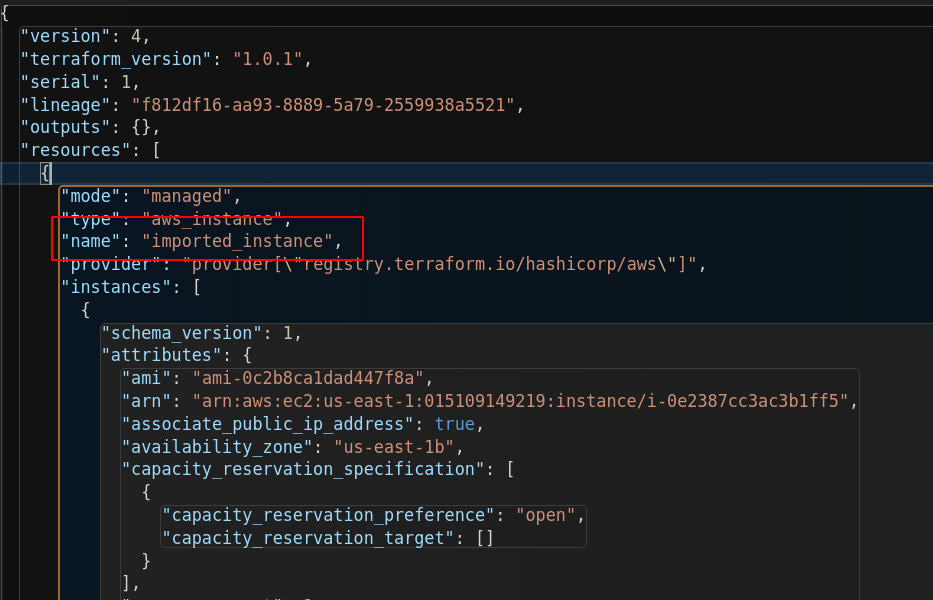 {
"version": 4,
"terraform_version": "1.0.1",
"serial": 1,
"lineage": "f812df16-aa93-8889-5a79-2559938a5521",
"outputs": {},
"resources": [
{
"mode": "managed",
"type": "aws_instance",
"name": "imported_instance",
"provider": "provider[\"registry.terraform.io/hashicorp/aws\"]",
"instances": [
{
"schema_version": 1,
"attributes": {
"ami": "ami-0c2b8ca1dad447f8a",
"arn": "arn:aws:ec2:us-east-1:015109149219:instance/i-0e2387cc3ac3b1ff5",
"associate_public_ip_address": true,
"availability_zone": "us-east-1b",
"capacity_reservation_specification": [
{
"capacity_reservation_preference": "open",
"capacity_reservation_target": []
}
],